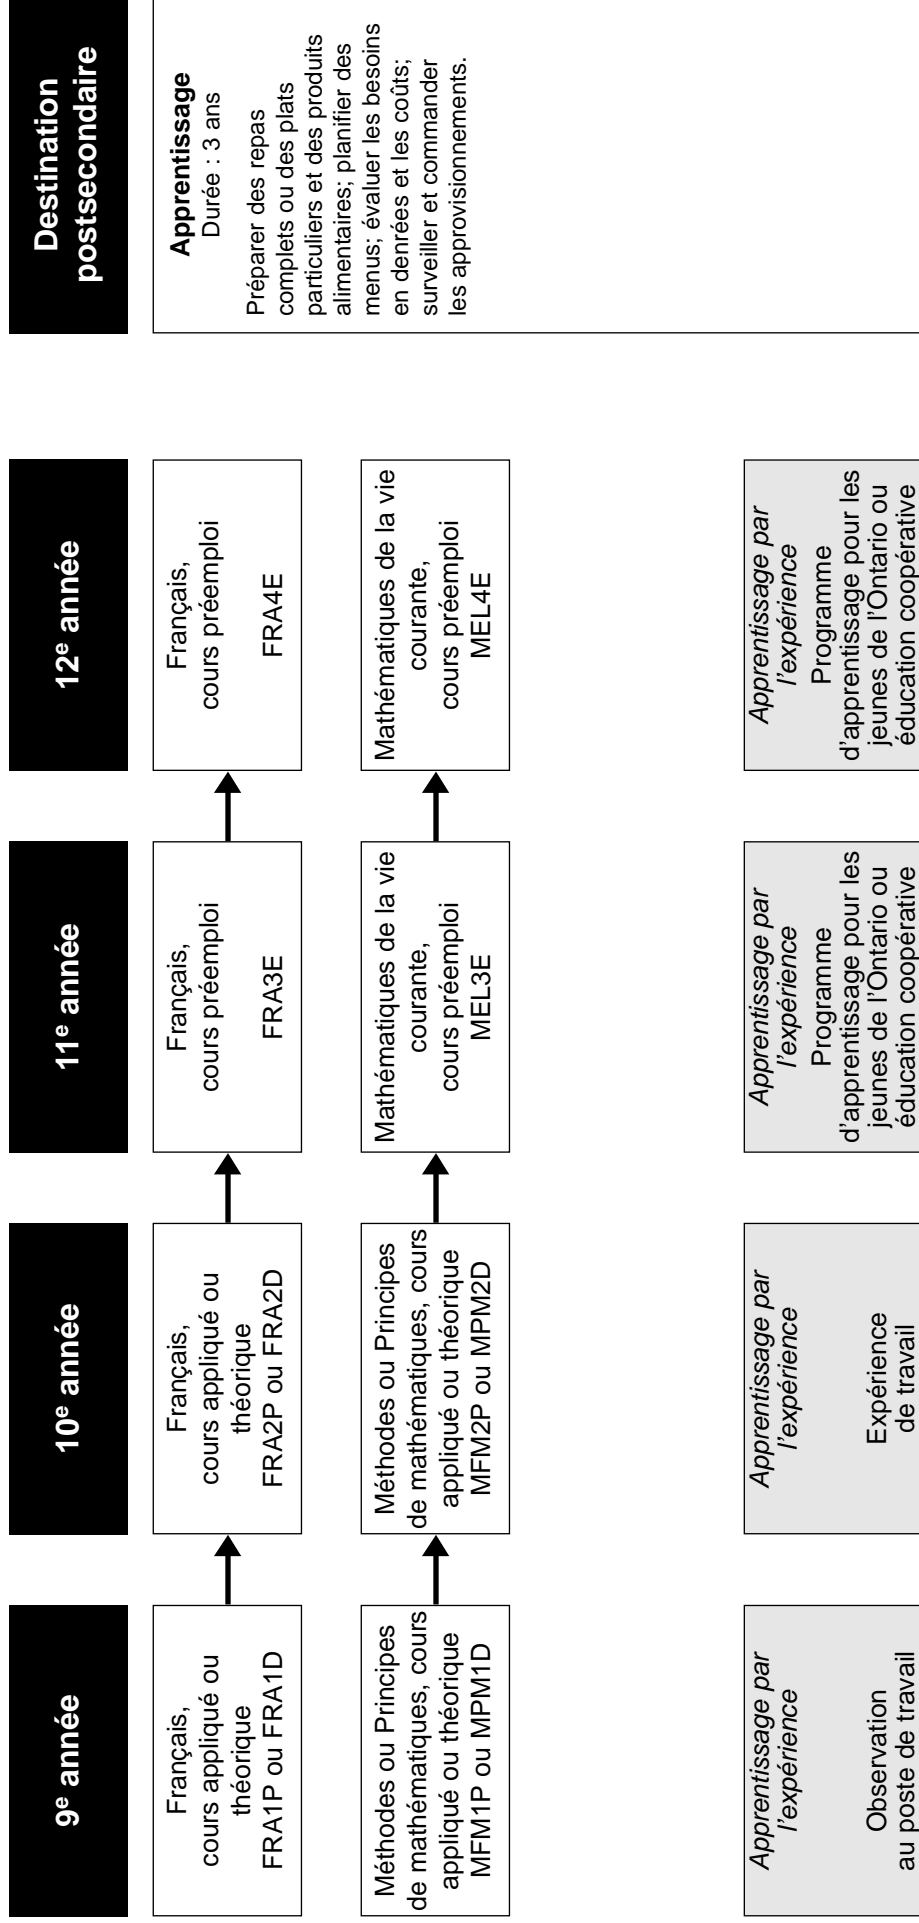 9e année
10e année
11e année
12e année
Destination
postsecondaire
Français,
cours appliqué ou
théorique
FRA1P ou FRA1D
Français,
cours appliqué ou
théorique
FRA2P ou FRA2D
Français,
cours préemploi
FRA3E
Français,
cours préemploi
FRA4E
Apprentissage
Durée : 3 ans
Préparer des repas
complets ou des plats
particuliers et des produits
alimentaires; planifier des
menus; évaluer les besoins
en denrées et les coûts;
surveiller et commander
les approvisionnements.
Méthodes ou Principes
de mathématiques, cours
appliqué ou théorique
MFM1P ou MPM1D
Méthodes ou Principes
de mathématiques, cours
appliqué ou théorique
MFM2P ou MPM2D
Mathématiques de la vie
courante,
cours préemploi
MEL3E
Mathématiques de la vie
courante,
cours préemploi
MEL4E
Apprentissage par
l'expérience
Observation
au poste de travail
Apprentissage par
l'expérience
Expérience
de travail
Apprentissage par
l'expérience
Programme
d'apprentissage pour les
jeunes de l'Ontario ou
éducation coopérative
Apprentissage par
l'expérience
Programme
d'apprentissage pour les
jeunes de l'Ontario ou
éducation coopérative